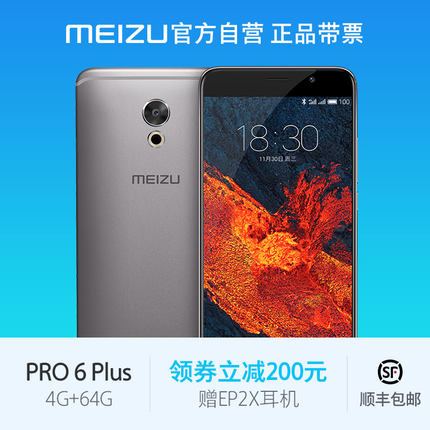 MEIZU官方自营 正品带票
100
18:30
11月30日 周三
MEIZU
PRO 6 Plus
4G+64G
领券立减200元
赠EP2X耳机
SF
顺丰包邮